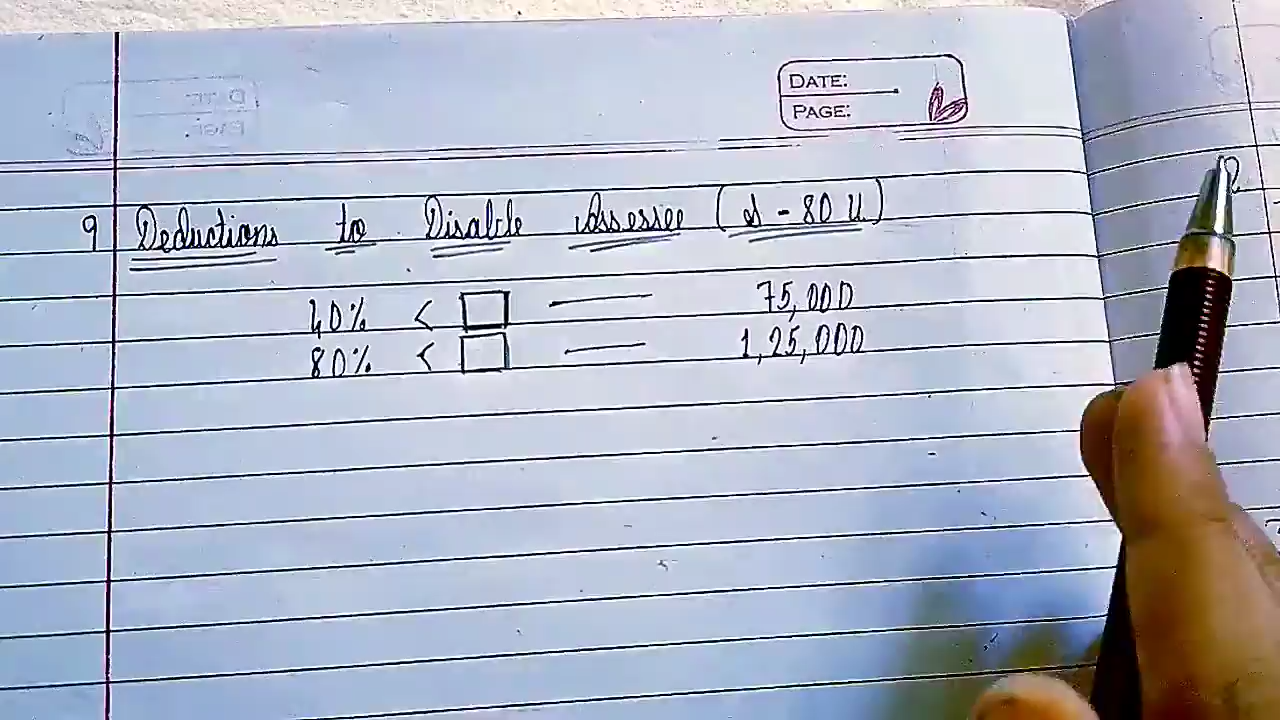 DATE:
PAGE:
9 Deductions to Disable Assessee (S - 80 U)
40% < □ — 75,000
80% < □ — 1,25,000